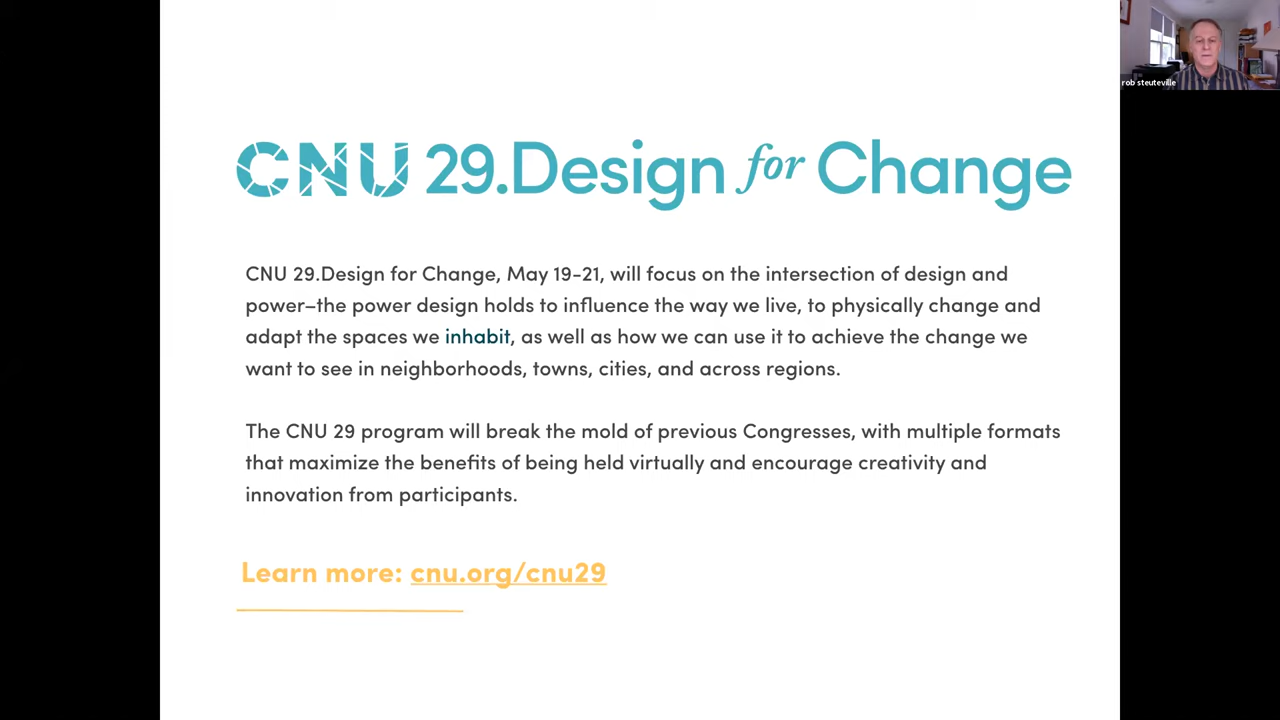 rob steuteville
CNU 29.Design for Change
CNU 29.Design for Change, May 19-21, will focus on the intersection of design and
power–the power design holds to influence the way we live, to physically change and
adapt the spaces we inhabit, as well as how we can use it to achieve the change we
want to see in neighborhoods, towns, cities, and across regions.
The CNU 29 program will break the mold of previous Congresses, with multiple formats
that maximize the benefits of being held virtually and encourage creativity and
innovation from participants.
Learn more: cnu.org/cnu29